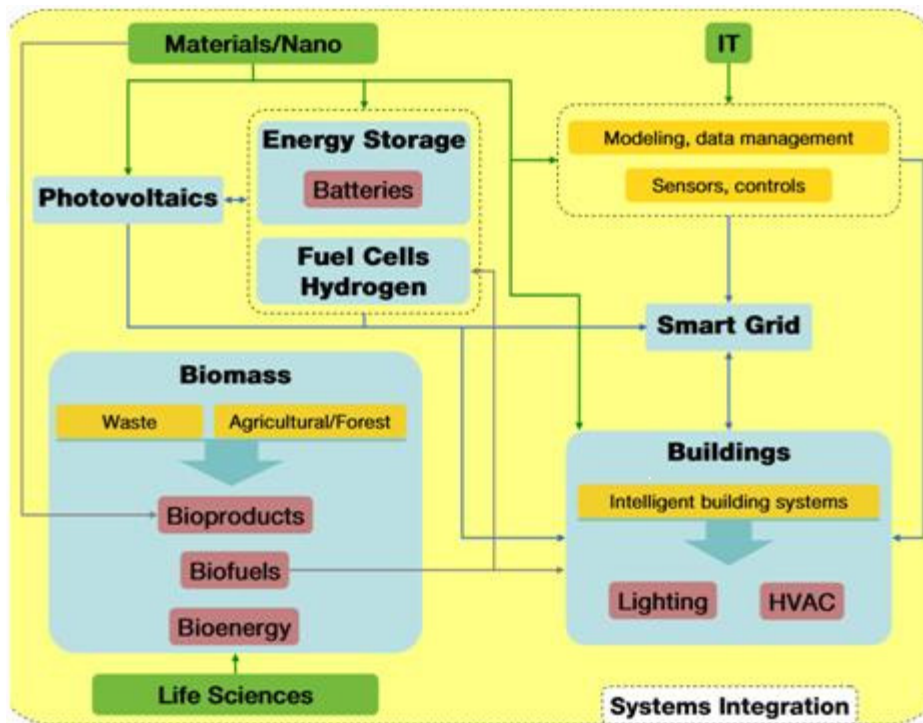 Materials/Nano
IT
Energy Storage
Batteries
Modeling, data management
Sensors, controls
Photovoltaics
Fuel Cells
Hydrogen
Smart Grid
Biomass
Waste
Agricultural/Forest
Bioproducts
Biofuels
Bioenergy
Buildings
Intelligent building systems
Lighting
HVAC
Life Sciences
Systems Integration